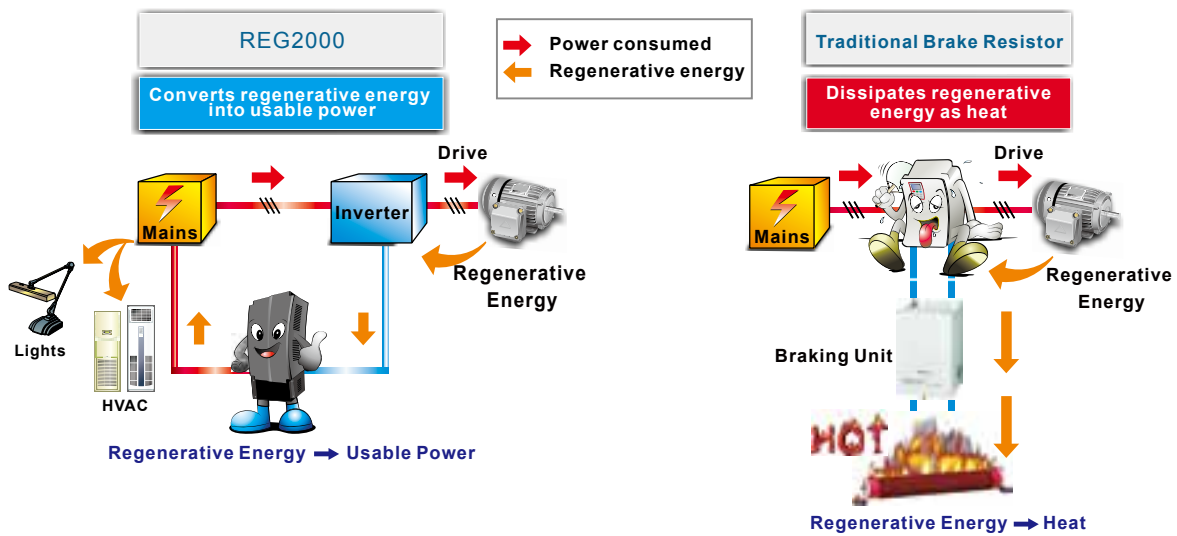 REG2000
Converts regenerative energy
into usable power
Power consumed
Regenerative energy
Traditional Brake Resistor
Dissipates regenerative
energy as heat
Drive
Mains
Inverter
Regenerative
Energy
Lights
HVAC
Regenerative Energy → Usable Power
Drive
Mains
Regenerative
Energy
Braking Unit
HOT
Regenerative Energy → Heat